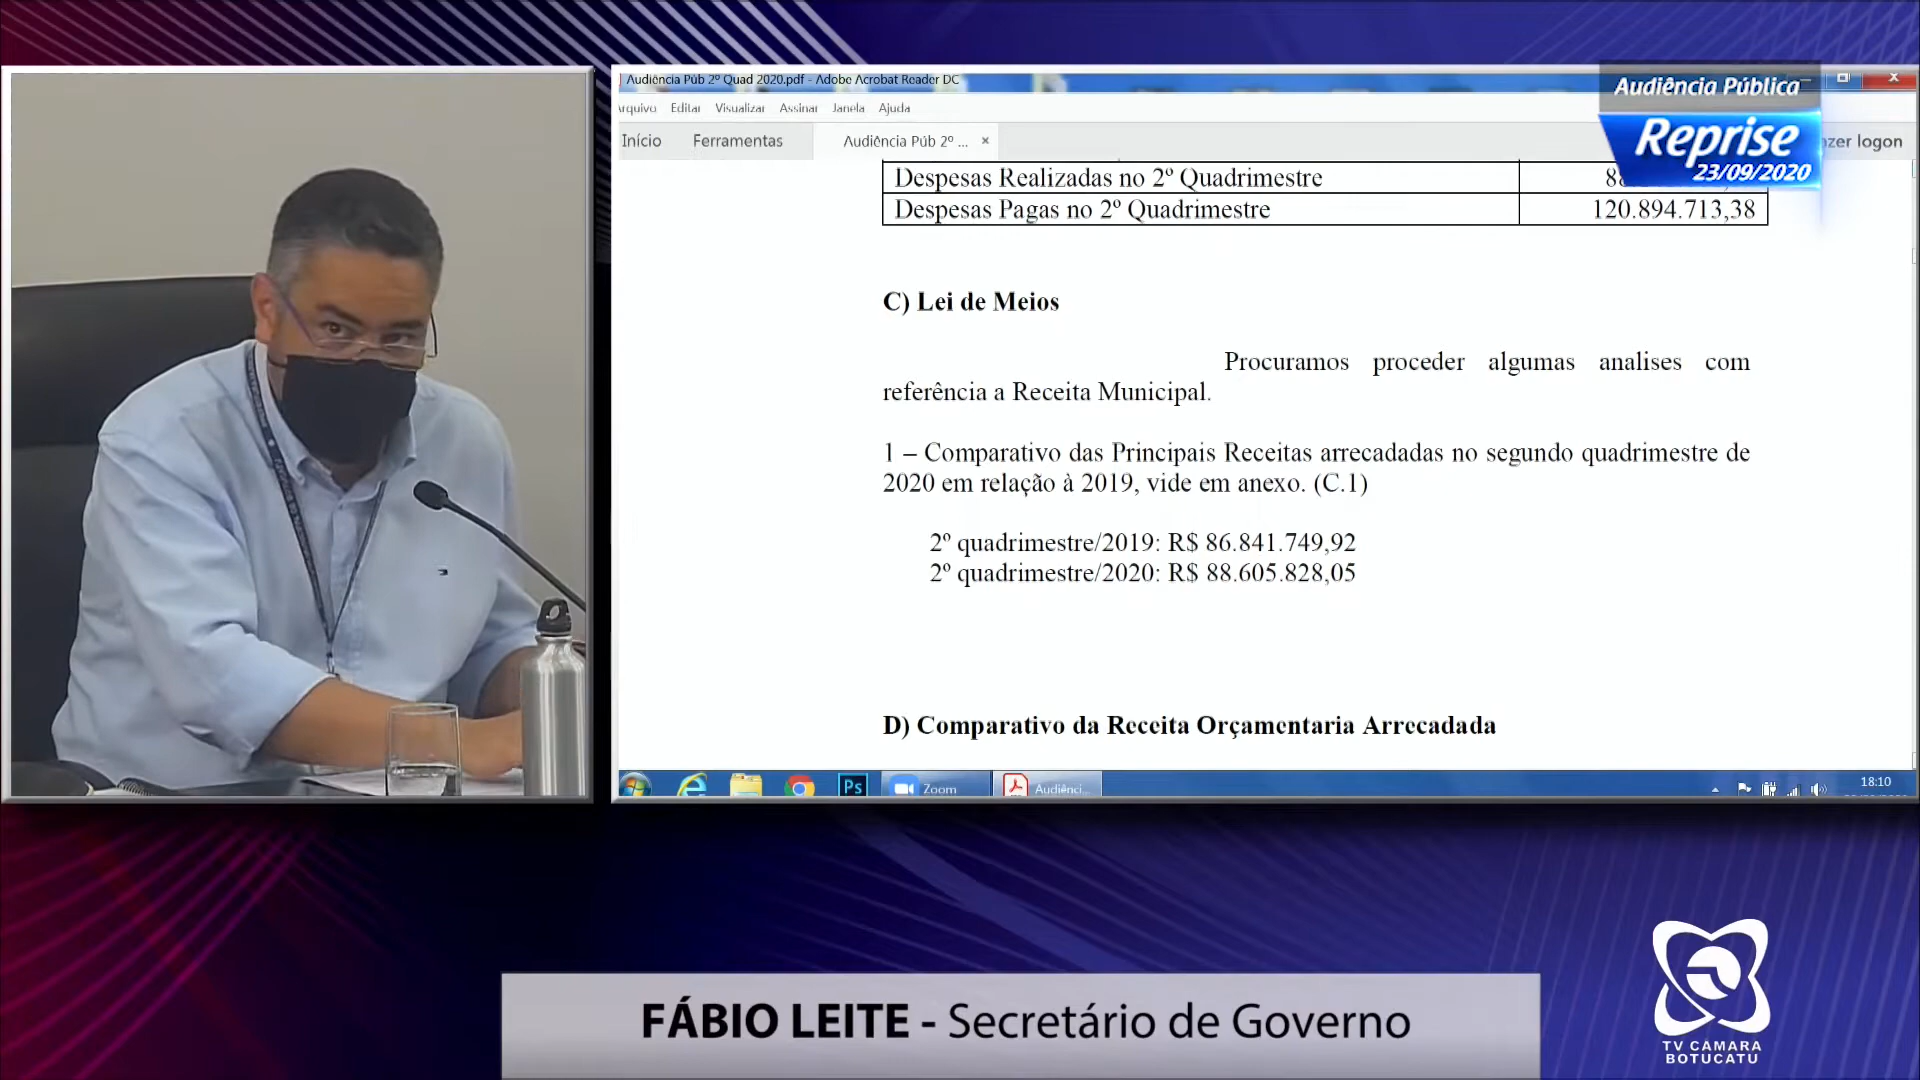 Audiência Púb 2º Quad 2020.pdf - Adobe Acrobat Reader DC
Editar Visualizar Assinar Janela Ajuda
Início Ferramentas Audiência Púb 2º ... ×
Audiência Pública
Reprise
23/09/2020
Despesas Realizadas no 2º Quadrimestre
Despesas Pagas no 2º Quadrimestre 120.894.713,38
C) Lei de Meios
Procuramos proceder algumas analises com
referência a Receita Municipal.
1 – Comparativo das Principais Receitas arrecadadas no segundo quadrimestre de
2020 em relação à 2019, vide em anexo. (C.1)
2º quadrimestre/2019: R$ 86.841.749,92
2º quadrimestre/2020: R$ 88.605.828,05
D) Comparativo da Receita Orçamentaria Arrecadada
Ps Zoom Audiênci...
18:10
FÁBIO LEITE - Secretário de Governo
TV CÂMARA
BOTUCATU